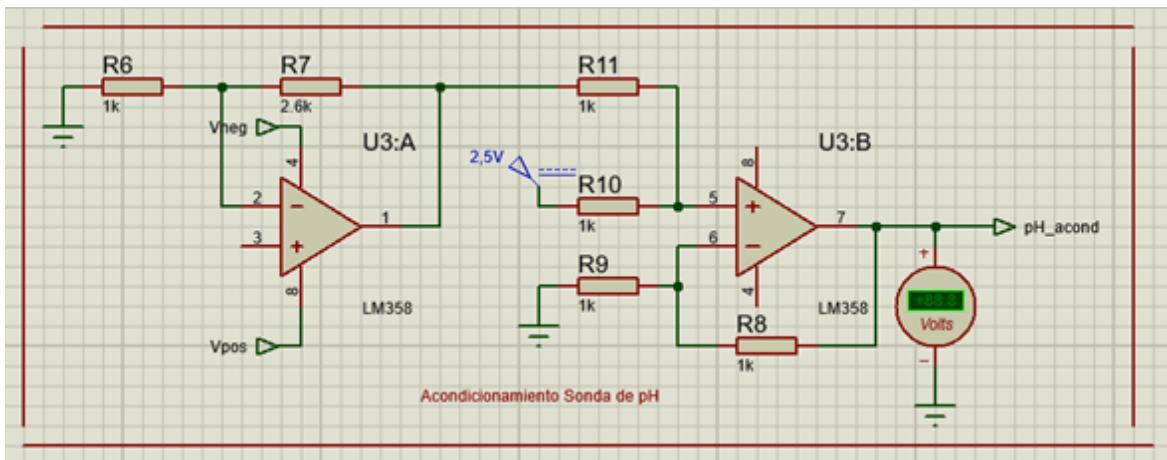 R6
1k
R7
2.6k
R11
1k
Vneg
4
U3:A
2
3
1
8
LM358
Vpos
2,5V
R10
1k
R9
1k
U3:B
8
5
6
7
4
LM358
R8
1k
pH_acond
+
+88.8
Volts
Acondicionamiento Sonda de pH